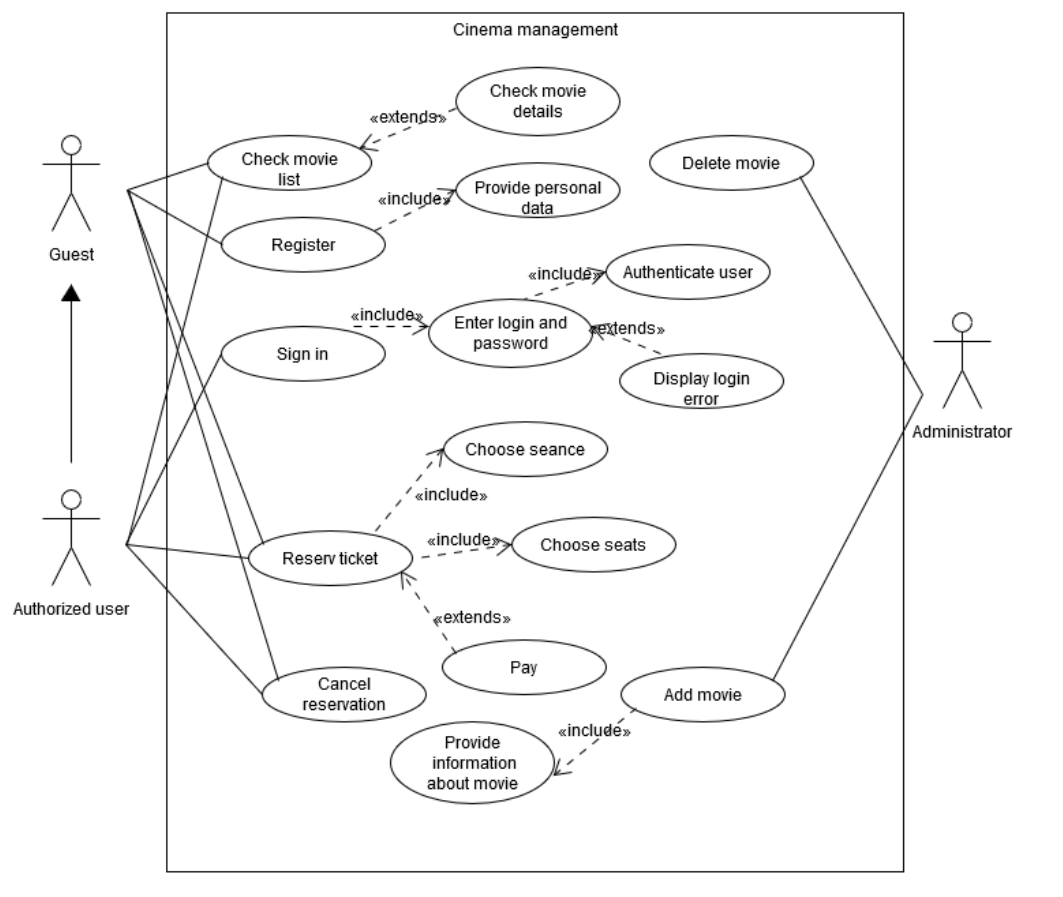 Cinema management
Check movie
details
«extends»
Check movie
list
Delete movie
Provide personal
data
«include»
Register
Guest
Authenticate user
«include»
«include»
Enter login and
password
«extends»
Sign in
Display login
error
Administrator
Choose seance
«include»
«include»
Choose seats
Reserv ticket
Authorized user
«extends»
Pay
Cancel
reservation
Add movie
«include»
Provide
information
about movie